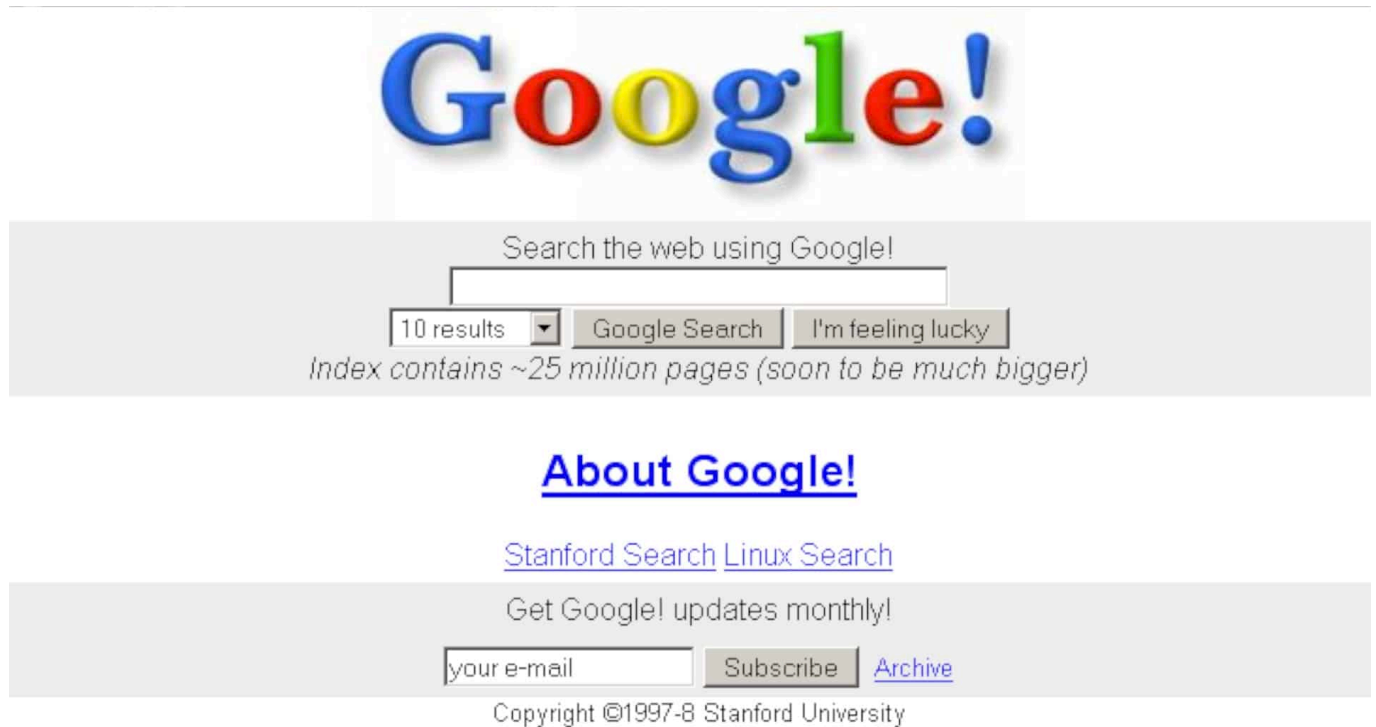 Google!
Search the web using Google!
10 results Google Search I'm feeling lucky
Index contains ~25 million pages (soon to be much bigger)
About Google!
Stanford Search Linux Search
Get Google! updates monthly!
your e-mail Subscribe Archive
Copyright ©1997-8 Stanford University